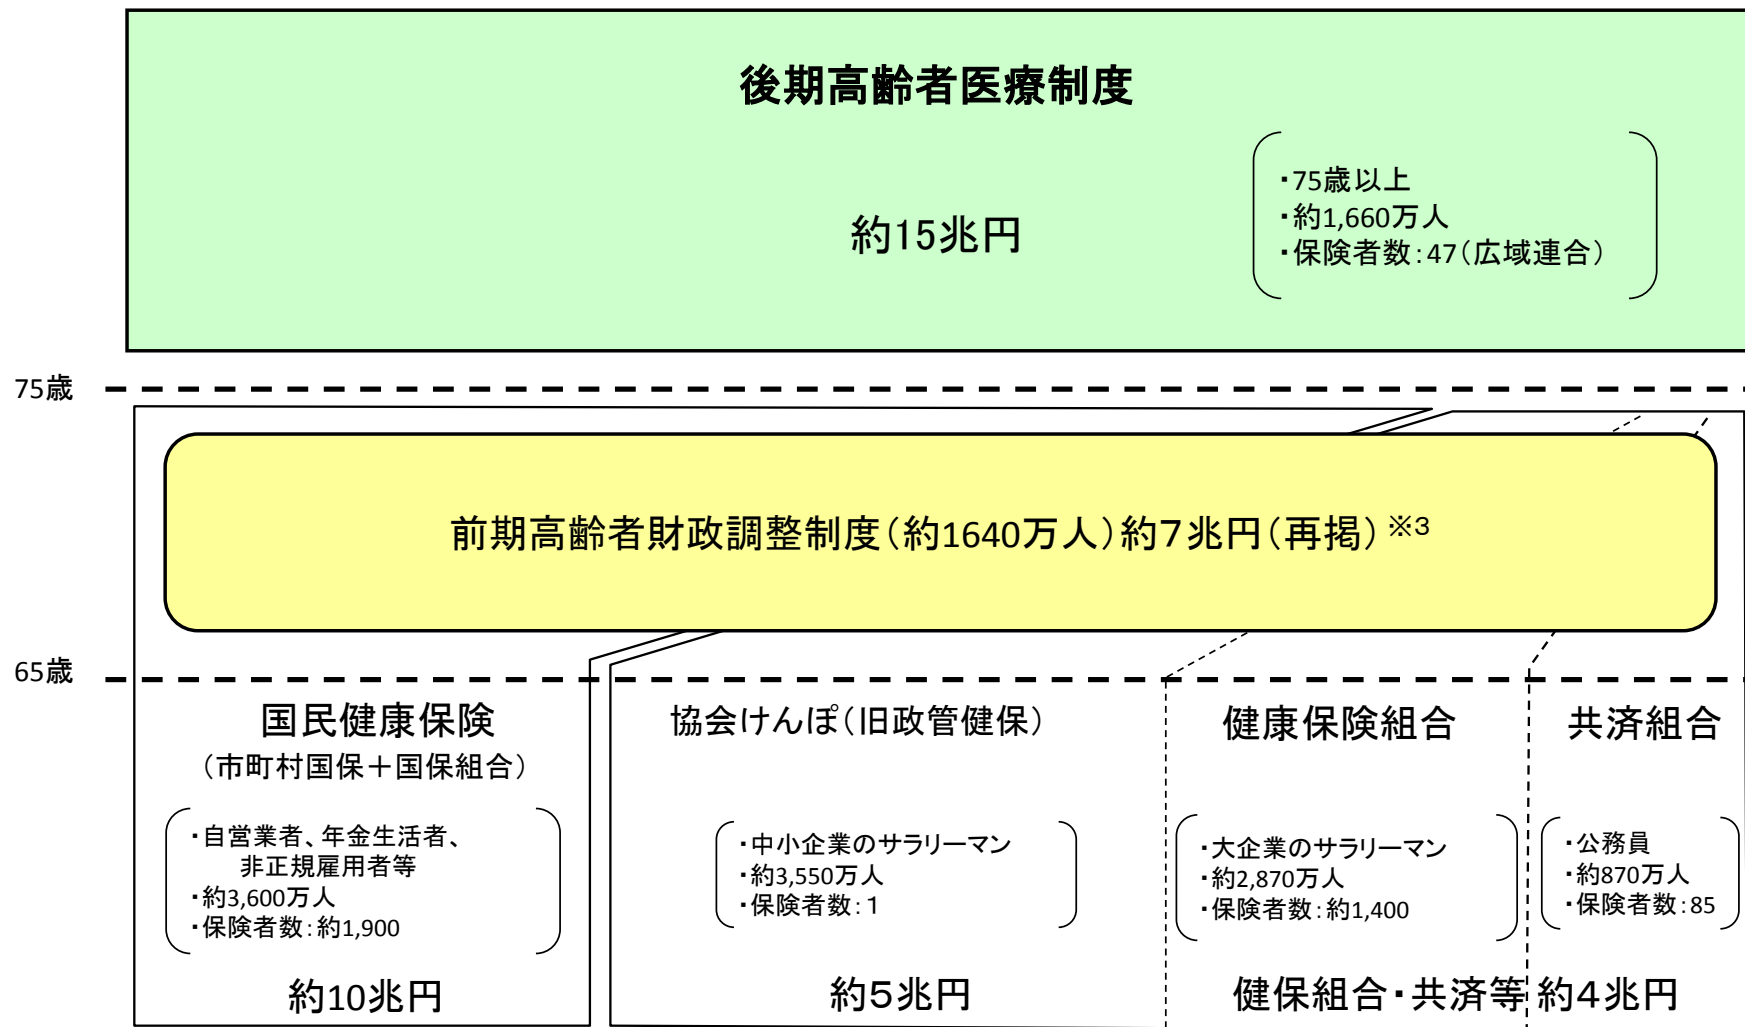 後期高齢者医療制度
約15兆円
・75歳以上
・約1,660万人
・保険者数：47（広域連合）
75歳
前期高齢者財政調整制度（約1640万人）約７兆円（再掲）※3
65歳
国民健康保険
（市町村国保＋国保組合）
・自営業者、年金生活者、
非正規雇用者等
・約3,600万人
・保険者数：約1,900
約10兆円
協会けんぽ（旧政管健保）
・中小企業のサラリーマン
・約3,550万人
・保険者数：１
約５兆円
健康保険組合
・大企業のサラリーマン
・約2,870万人
・保険者数：約1,400
共済組合
・公務員
・約870万人
・保険者数：85
健保組合・共済等 約４兆円